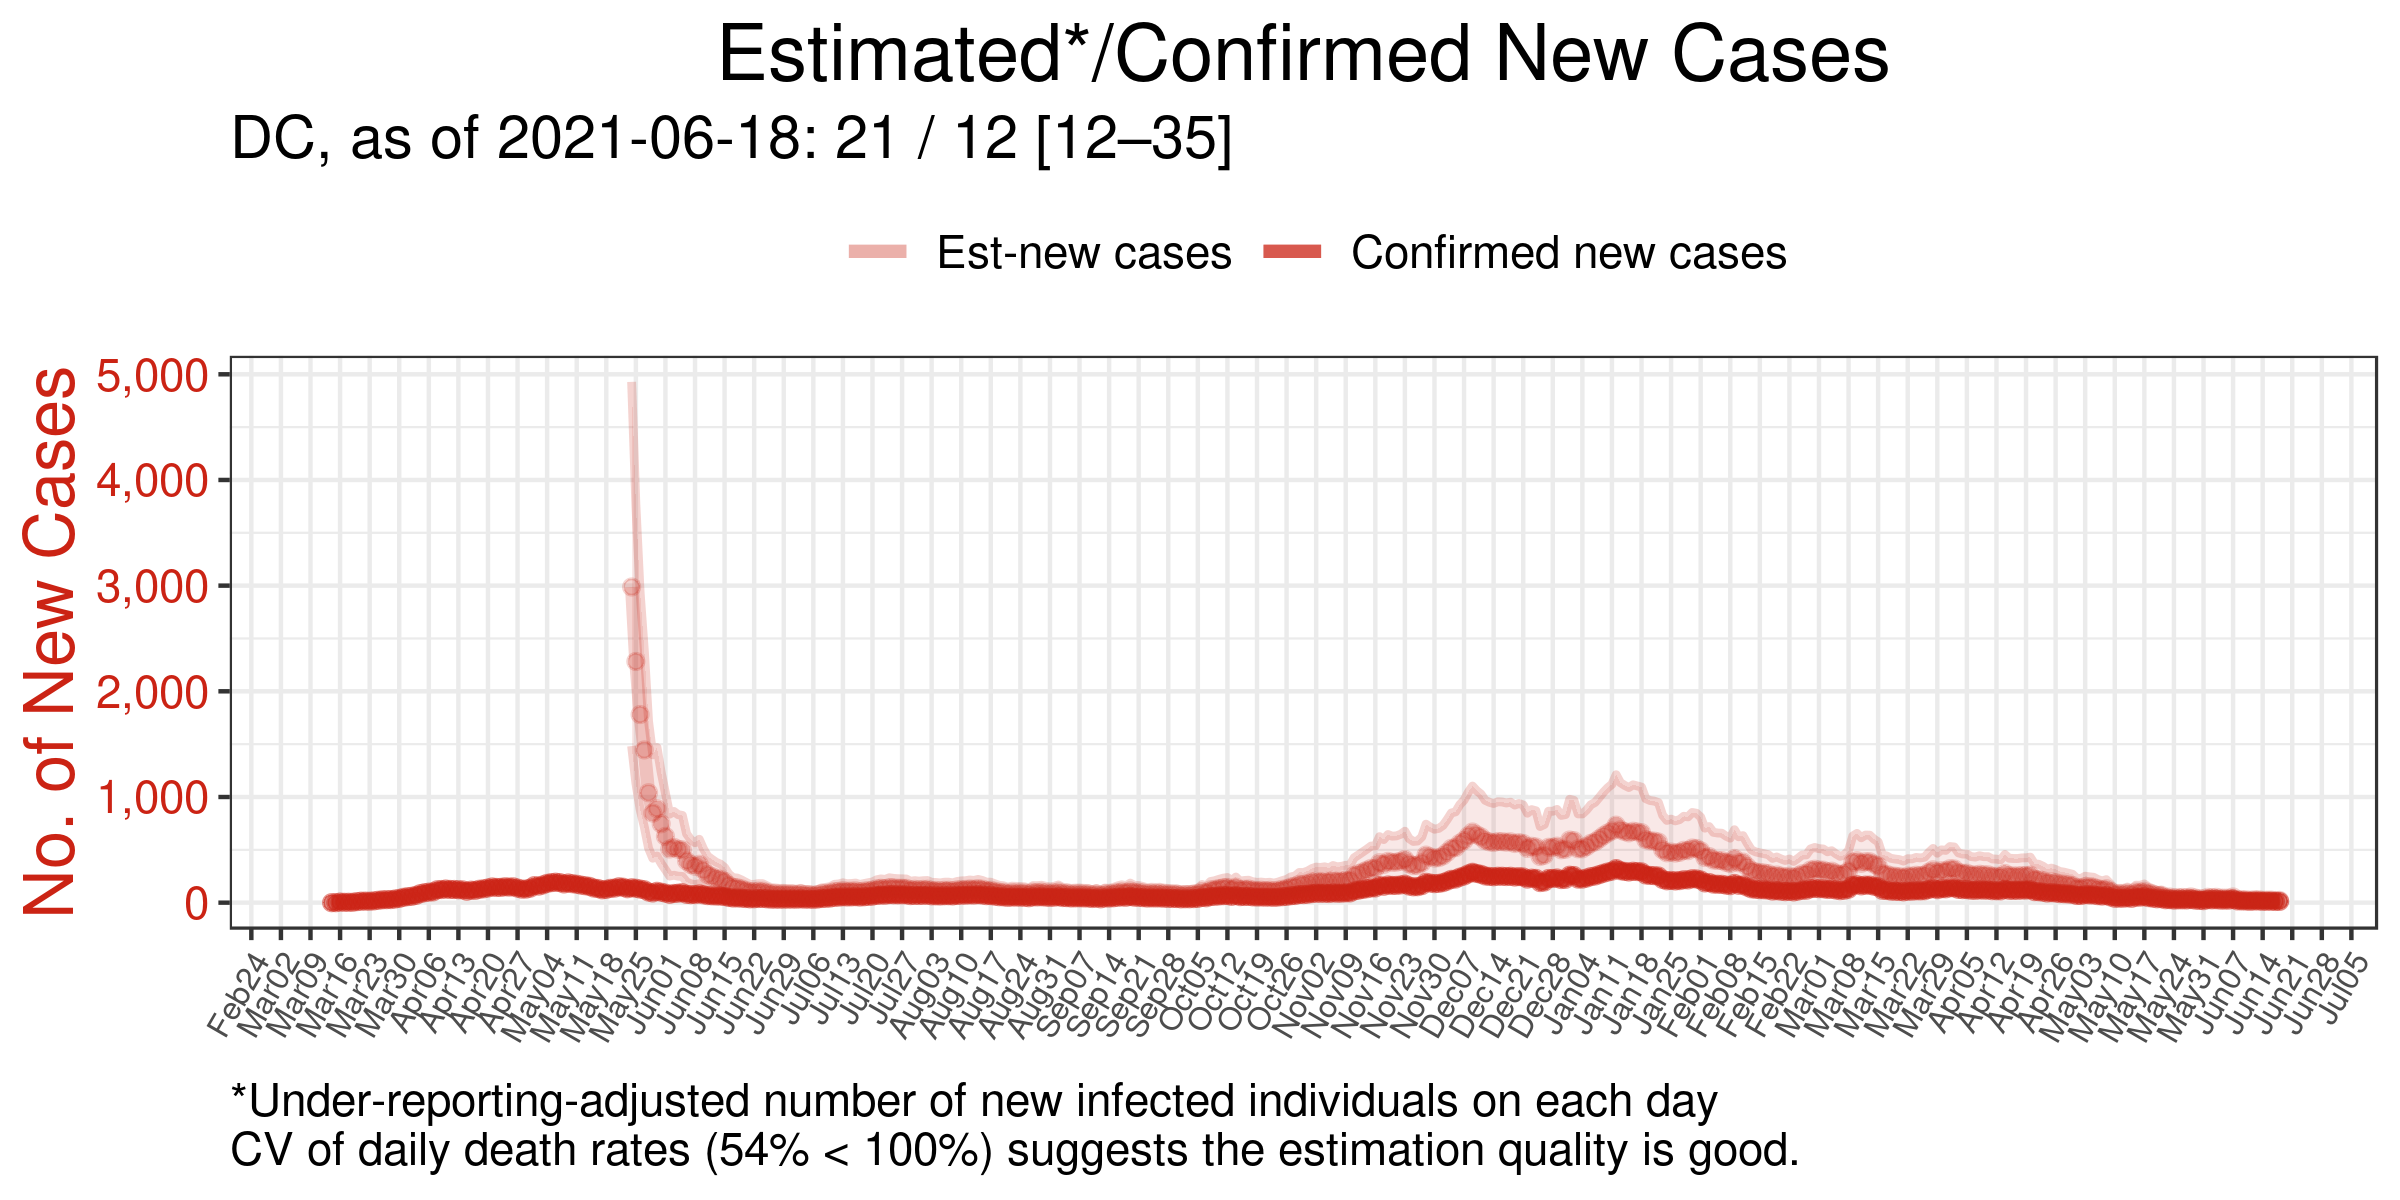 Estimated*/Confirmed New Cases
DC, as of 2021-06-18: 21 / 12 [12–35]
Est-new cases Confirmed new cases
No. of New Cases
5,000
4,000
3,000
2,000
1,000
0
Feb24 Mar02 Mar09 Mar16 Mar23 Mar30 Apr06 Apr13 Apr20 Apr27 May04 May11 May18 May25 Jun01 Jun08 Jun15 Jun22 Jun29 Jul06 Jul13 Jul20 Jul27 Aug03 Aug10 Aug17 Aug24 Aug31 Sep07 Sep14 Sep21 Sep28 Oct05 Oct12 Oct19 Oct26 Nov02 Nov09 Nov16 Nov23 Nov30 Dec07 Dec14 Dec21 Dec28 Jan04 Jan11 Jan18 Jan25 Feb01 Feb08 Feb15 Feb22 Mar01 Mar08 Mar15 Mar22 Mar29 Apr05 Apr12 Apr19 Apr26 May03 May10 May17 May24 May31 Jun07 Jun14 Jun21 Jun28 Jul05
*Under-reporting-adjusted number of new infected individuals on each day
CV of daily death rates (54% < 100%) suggests the estimation quality is good.